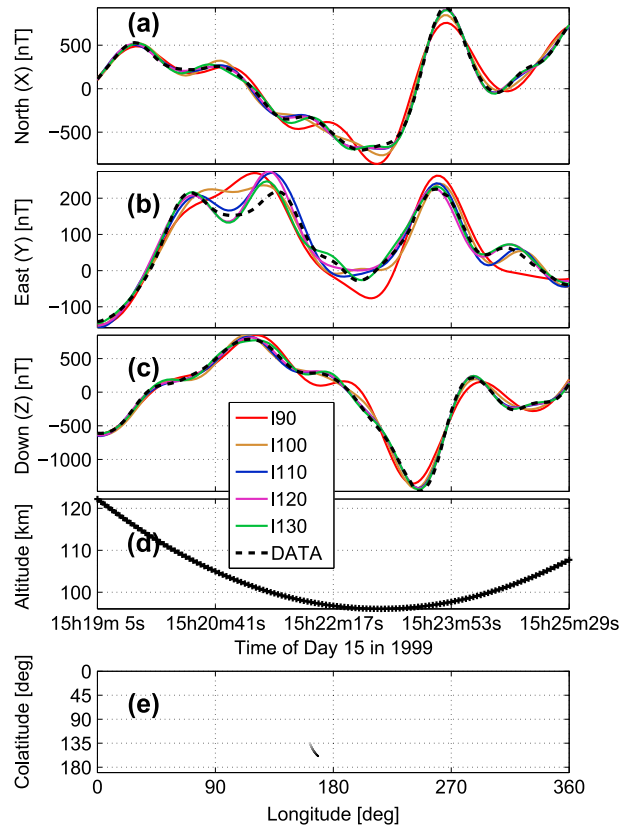 (a)
North (X) [nT]
500
0
−500
(b)
East (Y) [nT]
200
100
0
−100
(c)
Down (Z) [nT]
500
0
−500
−1000
I90
I100
I110
I120
I130
DATA
(d)
Altitude [km]
120
110
100
15h19m 5s 15h20m41s 15h22m17s 15h23m53s 15h25m29s
Time of Day 15 in 1999
(e)
Colatitude [deg]
0
45
90
135
180
0 90 180 270 360
Longitude [deg]